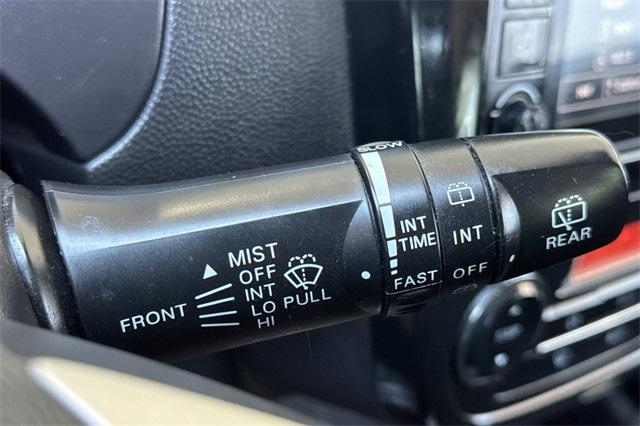 SLOW
MIST
OFF
INT
LO
HI
FRONT
PULL
INT
TIME
FAST
INT
OFF
REAR